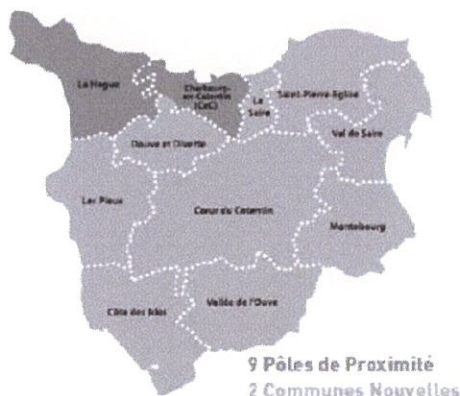 La Hague
Cherbourg-
en-Cotentin
(CeC)
La
Saire
Saint-Pierre-Eglise
Val de Saire
Douve et Divette
Les Pieux
Cœur du Cotentin
Montebourg
Côte des Isles
Vallée de l'Ouve
9 Pôles de Proximité
2 Communes Nouvelles